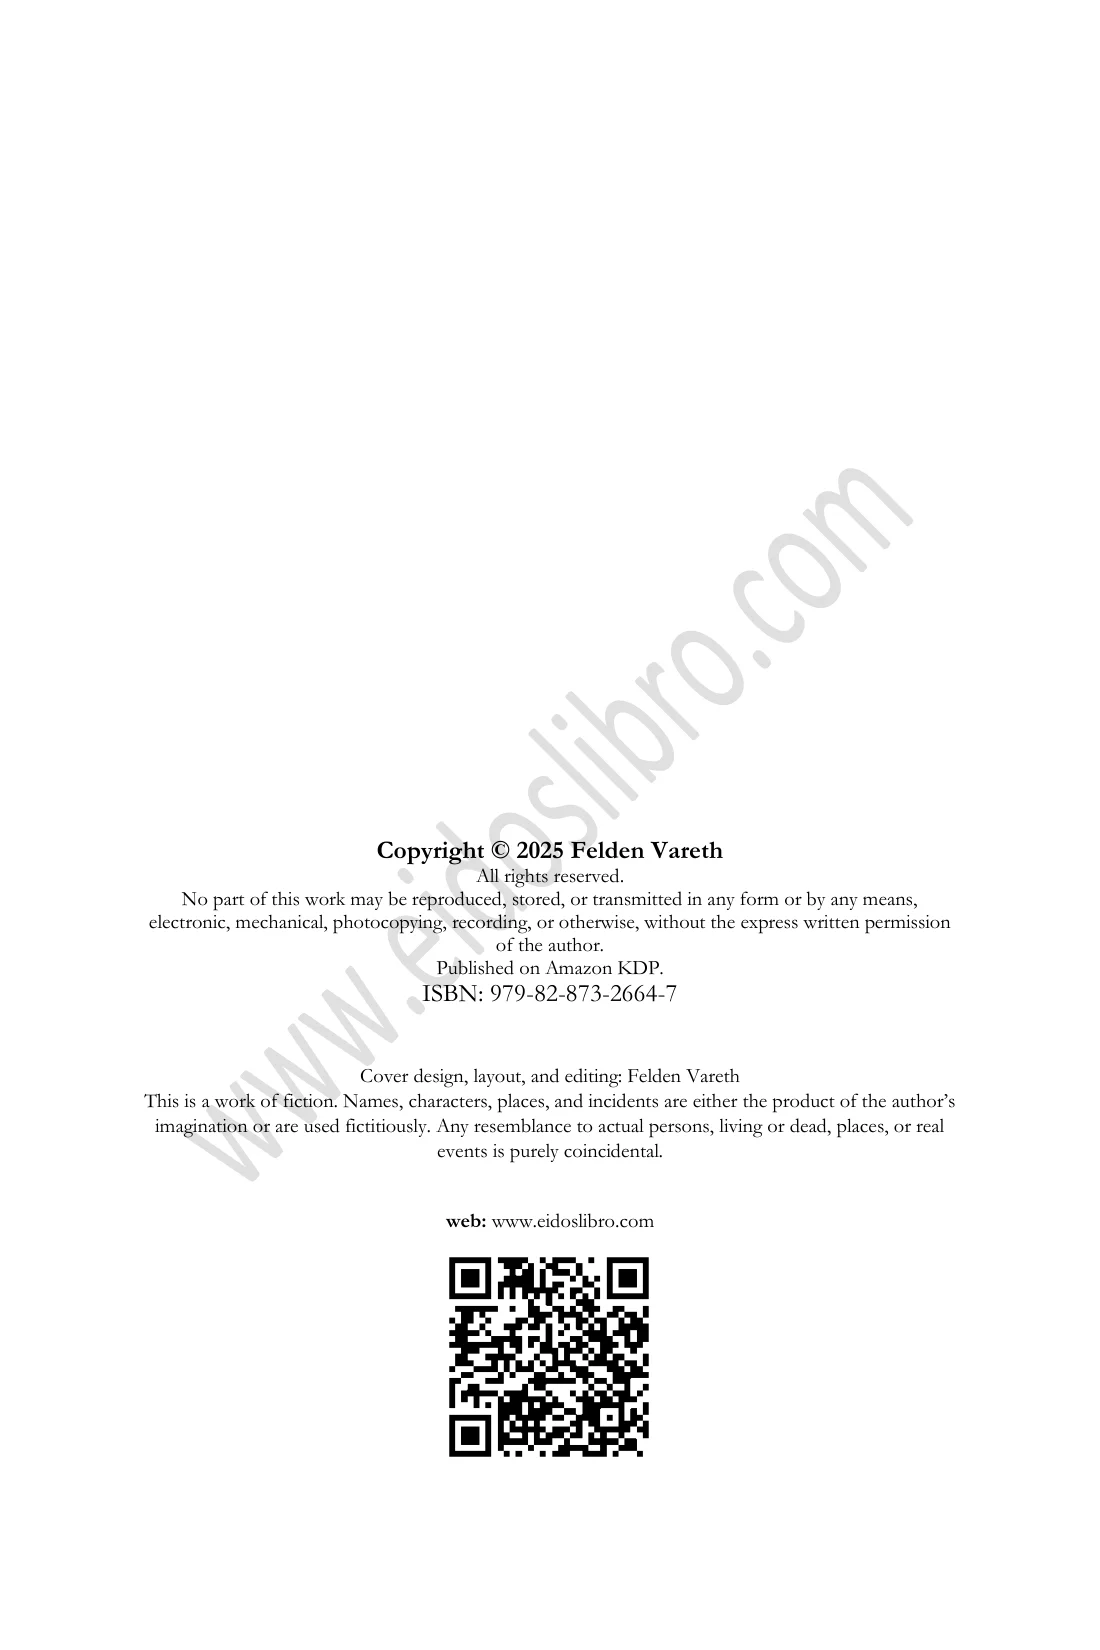 Copyright © 2025 Felden Vareth
All rights reserved.
No part of this work may be reproduced, stored, or transmitted in any form or by any means,
electronic, mechanical, photocopying, recording, or otherwise, without the express written permission
of the author.
Published on Amazon KDP.
ISBN: 979-82-873-2664-7
Cover design, layout, and editing: Felden Vareth
This is a work of fiction. Names, characters, places, and incidents are either the product of the author’s
imagination or are used fictitiously. Any resemblance to actual persons, living or dead, places, or real
events is purely coincidental.
web: www.eidoslibro.com
www.eidoslibro.com